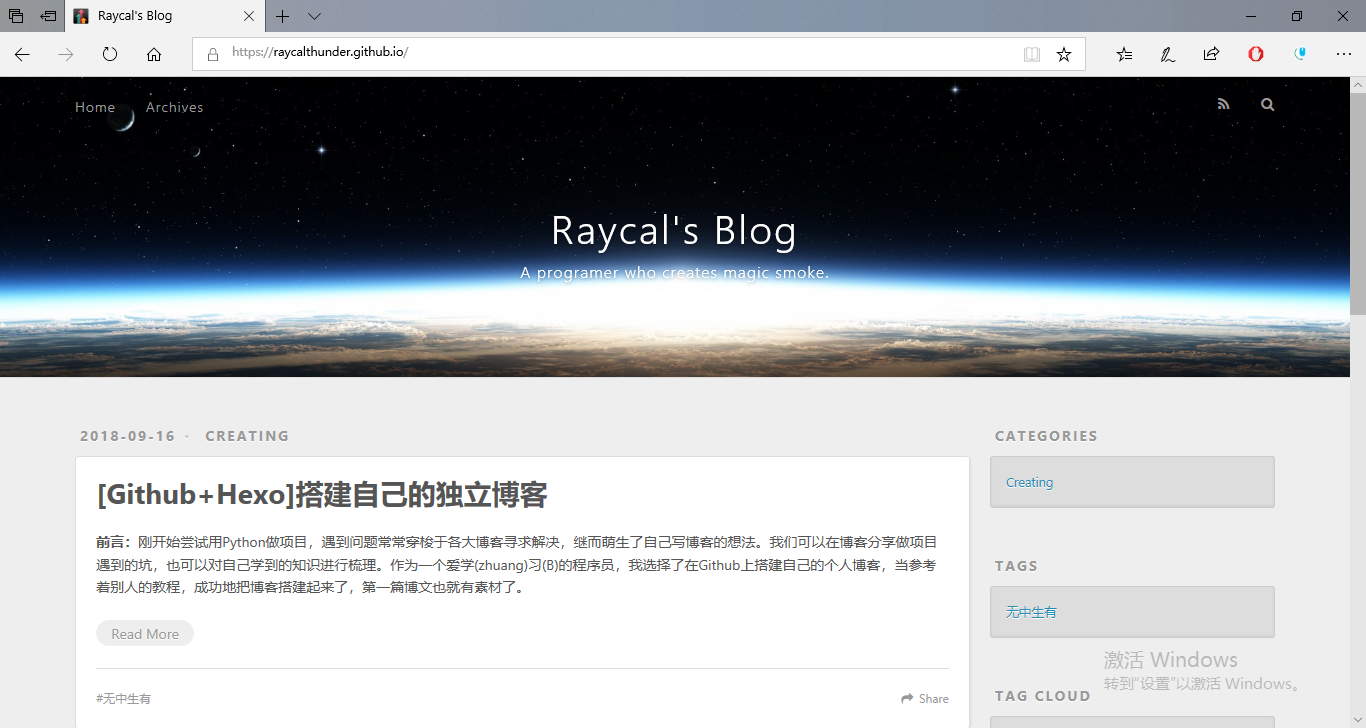 Raycal's Blog
https://raycalthunder.github.io/
Home Archives
Raycal's Blog
A programer who creates magic smoke.
2018-09-16 · CREATING
[Github+Hexo]搭建自己的独立博客
前言：刚开始尝试用Python做项目，遇到问题常常穿梭于各大博客寻求解决，继而萌生了自己写博客的想法。我们可以在博客分享做项目
遇到的坑，也可以对自己学到的知识进行梳理。作为一个爱学(zhuang)习(B)的程序员，我选择了在Github上搭建自己的个人博客，当参考
着别人的教程，成功地把博客搭建起来了，第一篇博文也就有素材了。
Read More
#无中生有
Share
CATEGORIES
Creating
TAGS
无中生有
TAG CLOUD
激活 Windows
转到"设置"以激活 Windows。